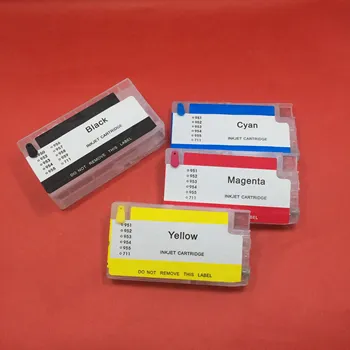 Black
INKJET CARTRIDGE
DO NOT REMOVE THIS LABEL
951
952
953
954
955
711
Cyan
INKJET CARTRIDGE
951
952
953
954
955
711
Magenta
INKJET CARTRIDGE
951
952
953
954
955
711
Yellow
INKJET CARTRIDGE
DO NOT REMOVE THIS LABEL